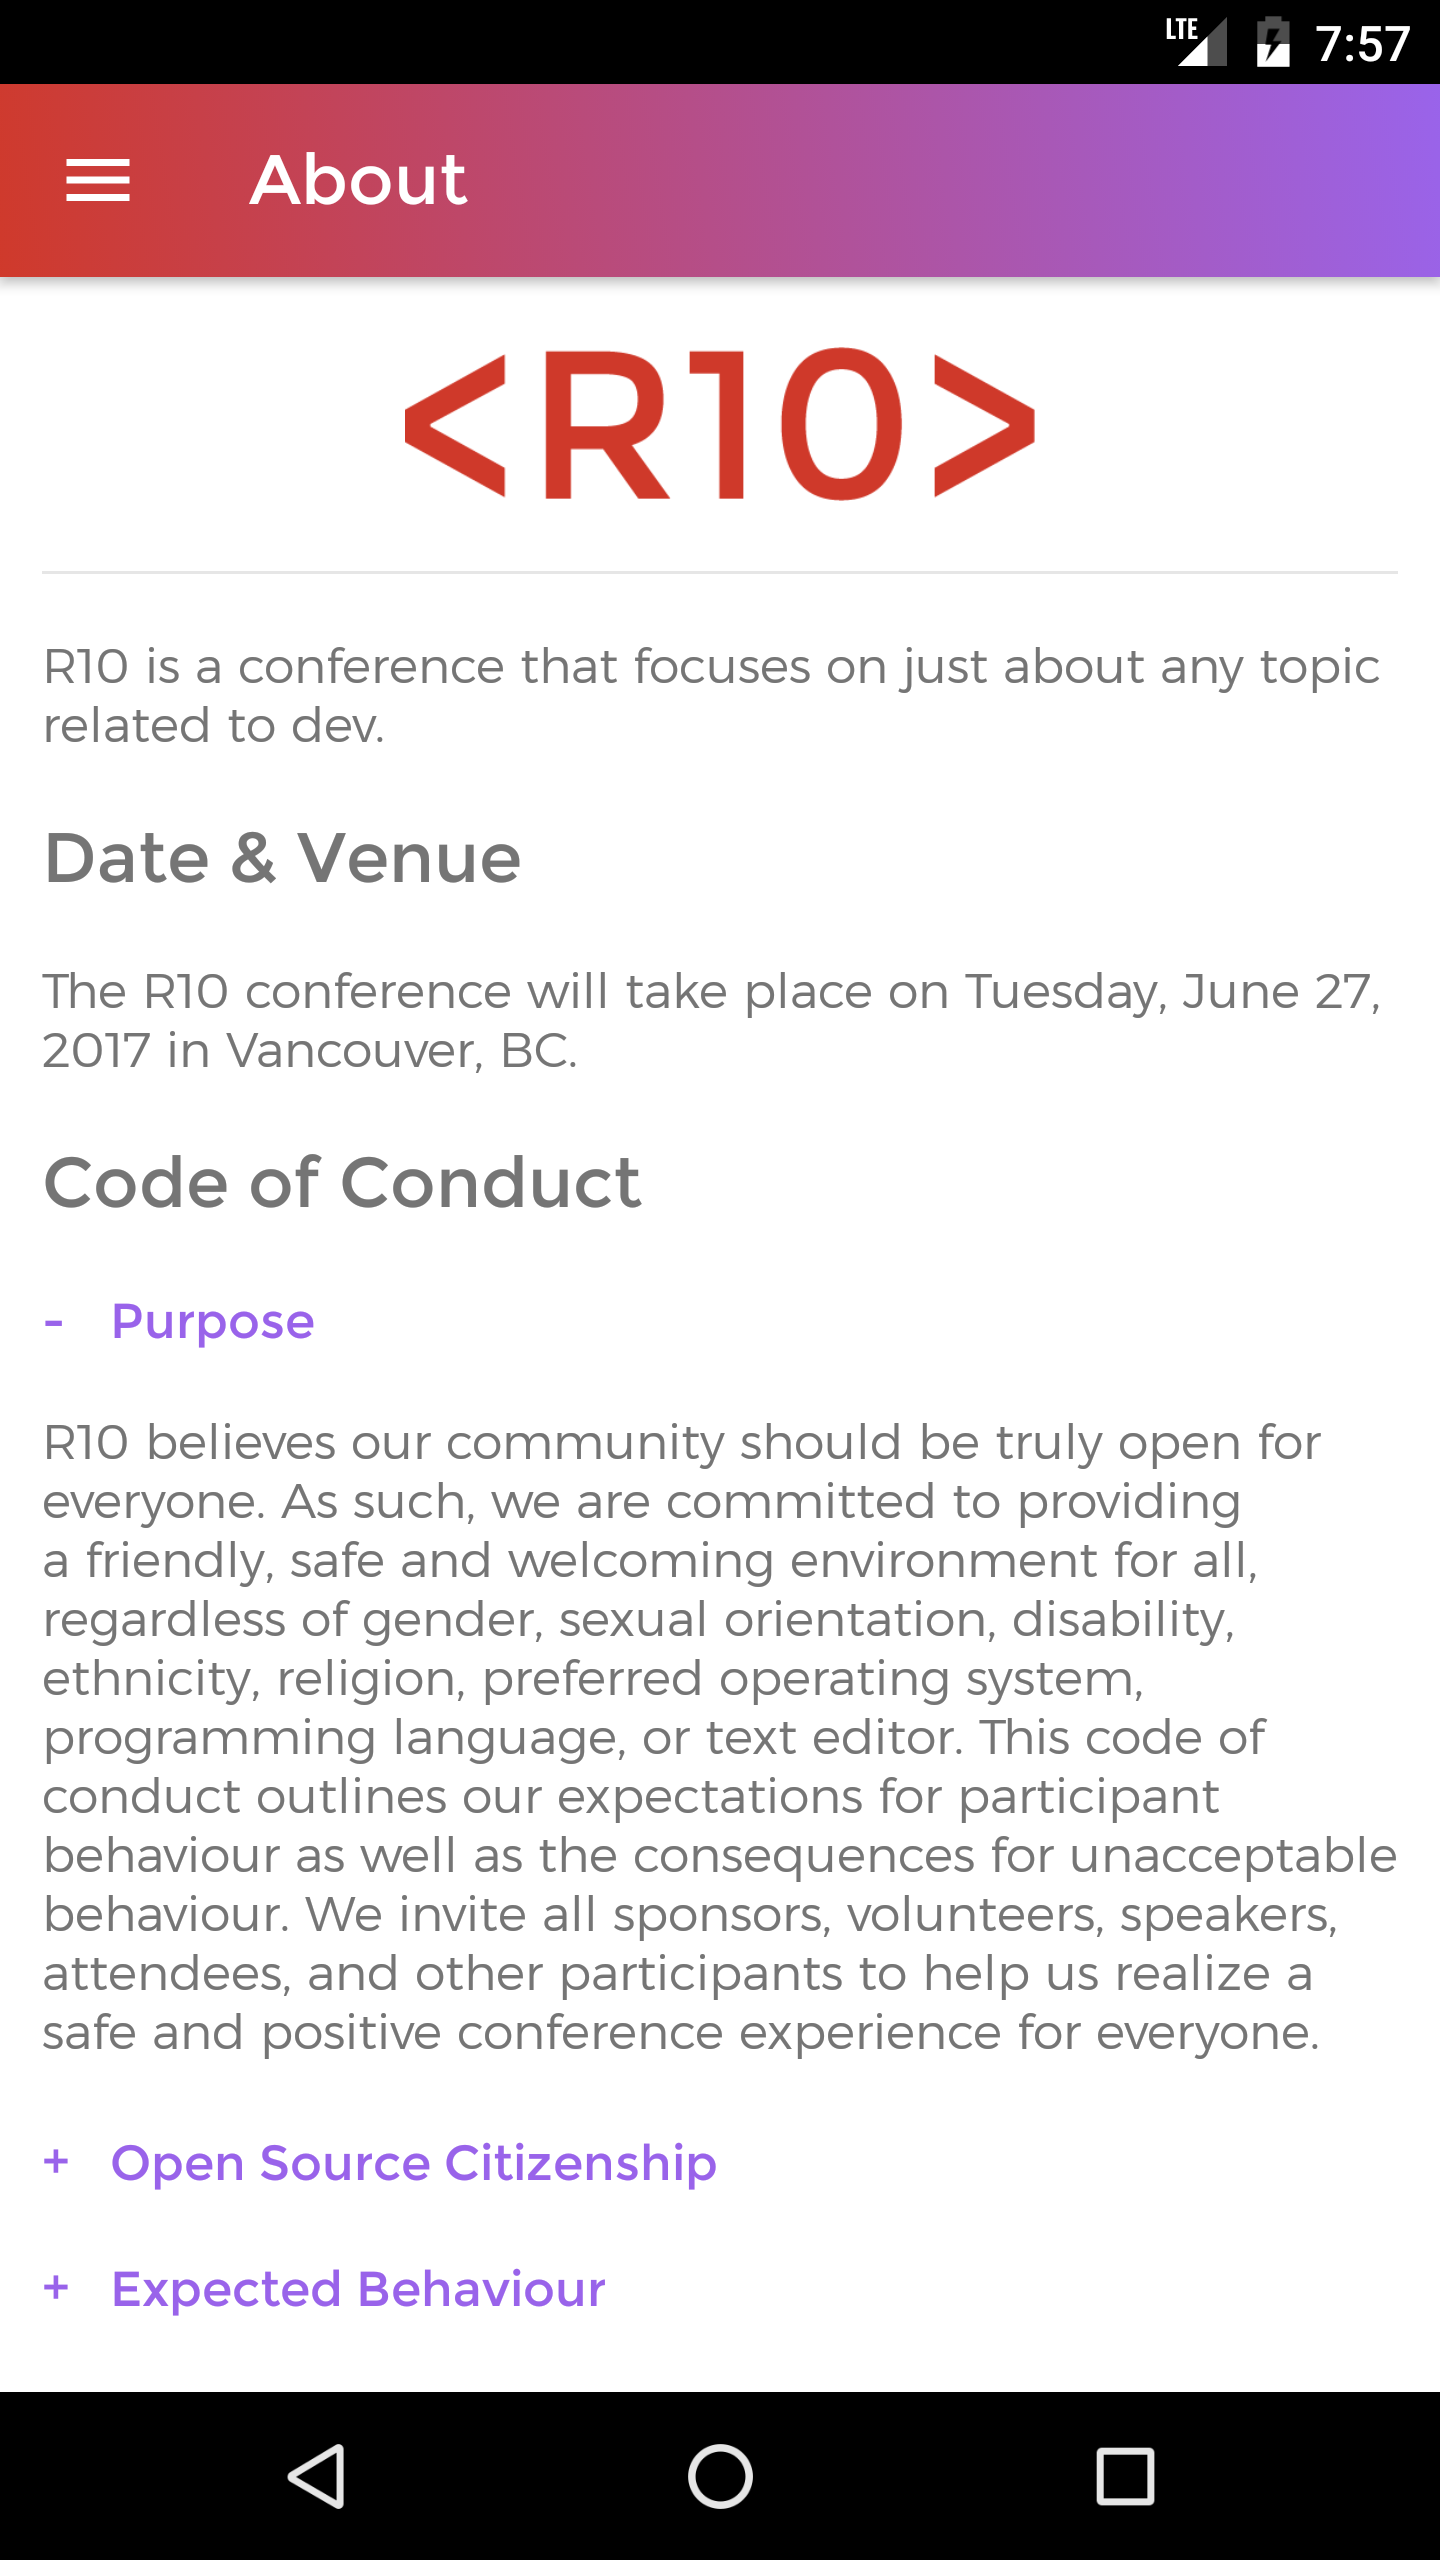 LTE 7:57
About
<R10>
R10 is a conference that focuses on just about any topic
related to dev.
Date & Venue
The R10 conference will take place on Tuesday, June 27,
2017 in Vancouver, BC.
Code of Conduct
- Purpose
R10 believes our community should be truly open for
everyone. As such, we are committed to providing
a friendly, safe and welcoming environment for all,
regardless of gender, sexual orientation, disability,
ethnicity, religion, preferred operating system,
programming language, or text editor. This code of
conduct outlines our expectations for participant
behaviour as well as the consequences for unacceptable
behaviour. We invite all sponsors, volunteers, speakers,
attendees, and other participants to help us realize a
safe and positive conference experience for everyone.
+ Open Source Citizenship
+ Expected Behaviour